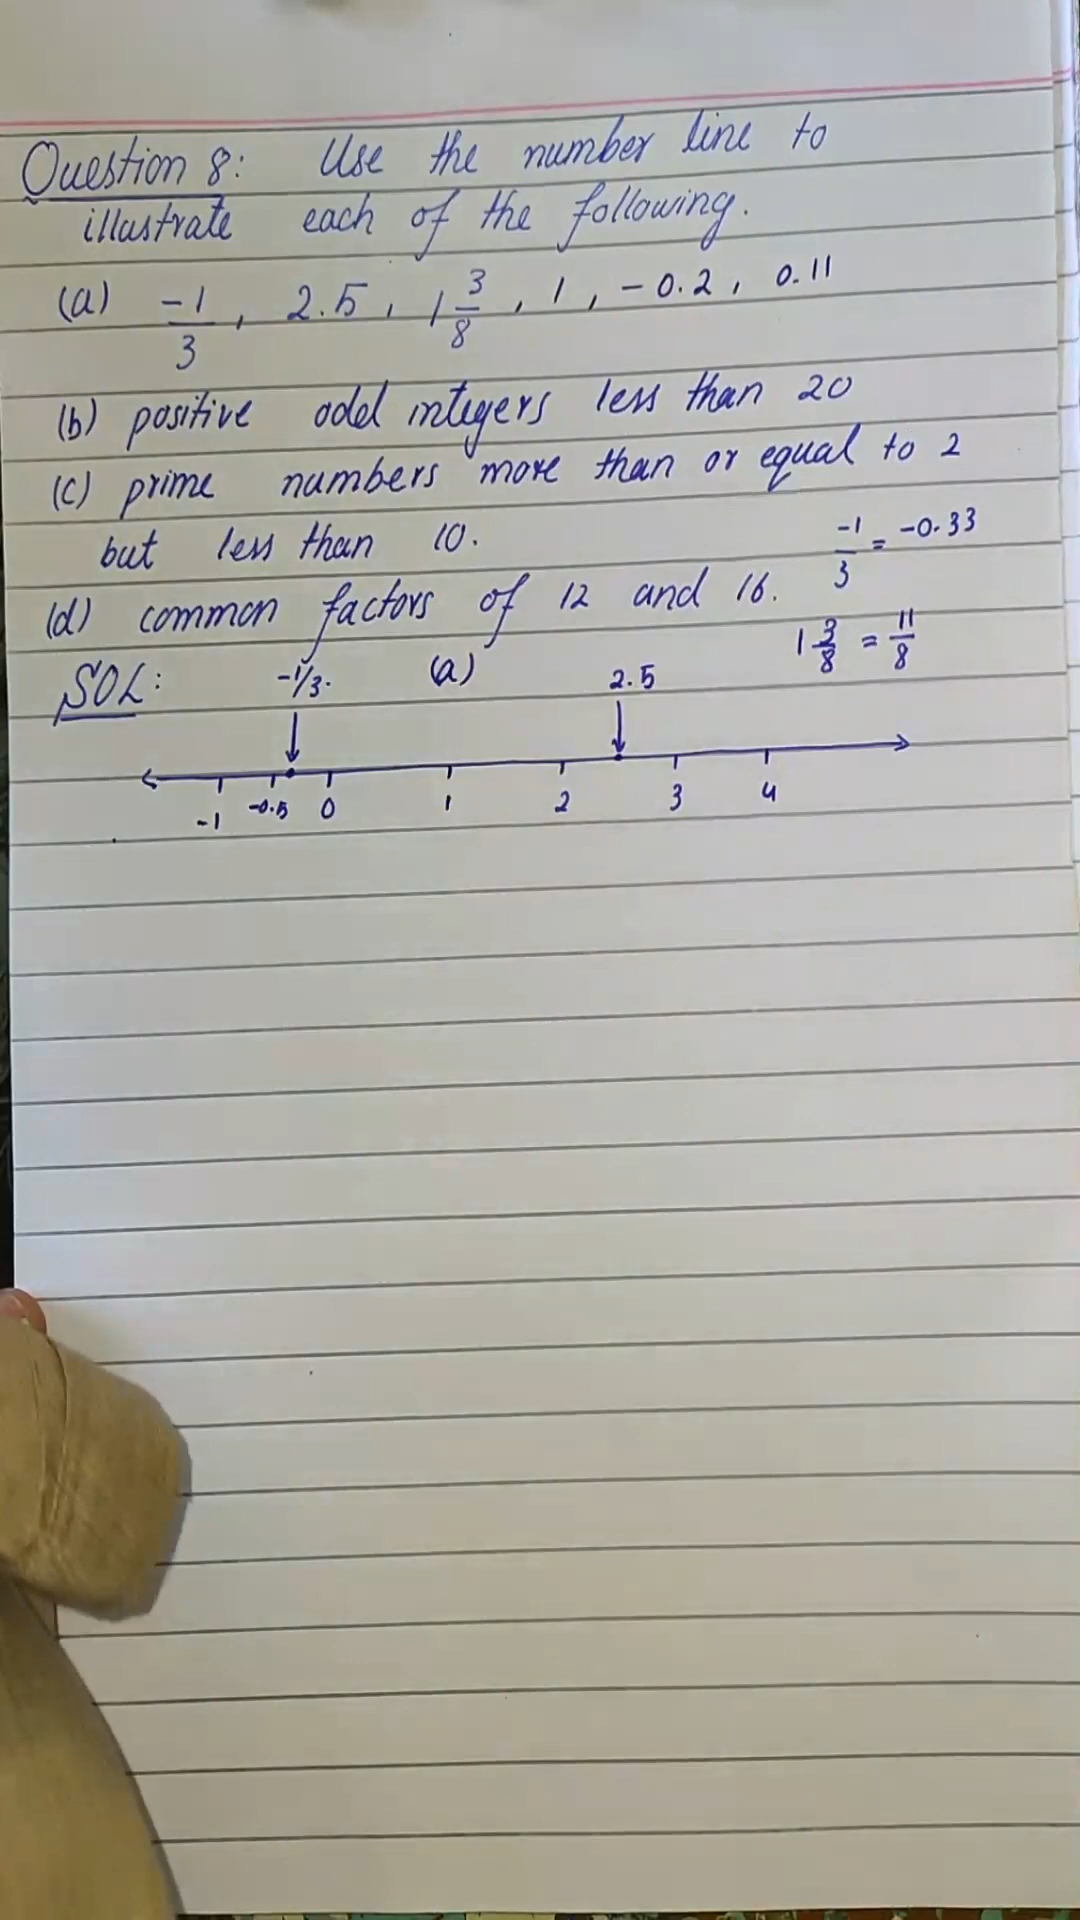 Question 8: Use the number line to
illustrate each of the following.
(a) -1/3, 2.5, 1 3/8, 1, -0.2, 0.11
(b) positive odd integers less than 20
(c) prime numbers more than or equal to 2
but less than 10.
-1/3 = -0.33
(d) common factors of 12 and 16.
1 3/8 = 11/8
SOL: -1/3. (a) 2.5
-1 -0.5 0 1 2 3 4